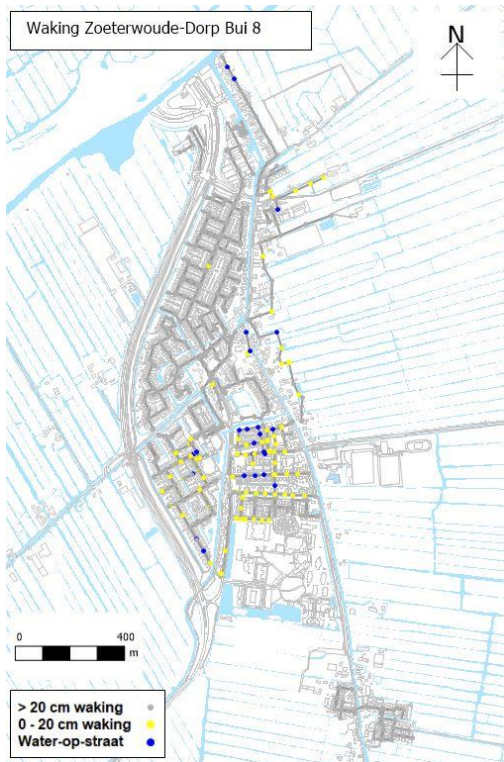 Waking Zoeterwoude-Dorp Bui 8
N
0 400
m
> 20 cm waking
0 - 20 cm waking
Water-op-straat